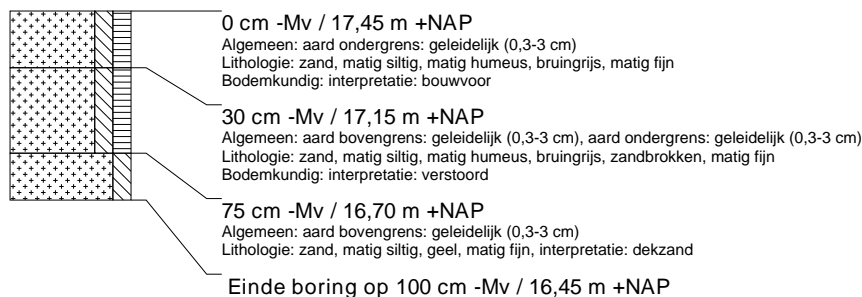 0 cm -Mv / 17,45 m +NAP
Algemeen: aard ondergrens: geleidelijk (0,3-3 cm)
Lithologie: zand, matig siltig, matig humeus, bruingrijs, matig fijn
Bodemkundig: interpretatie: bouwvoor
30 cm -Mv / 17,15 m +NAP
Algemeen: aard bovengrens: geleidelijk (0,3-3 cm), aard ondergrens: geleidelijk (0,3-3 cm)
Lithologie: zand, matig siltig, matig humeus, bruingrijs, zandbrokken, matig fijn
Bodemkundig: interpretatie: verstoord
75 cm -Mv / 16,70 m +NAP
Algemeen: aard bovengrens: geleidelijk (0,3-3 cm)
Lithologie: zand, matig siltig, geel, matig fijn, interpretatie: dekzand
Einde boring op 100 cm -Mv / 16,45 m +NAP